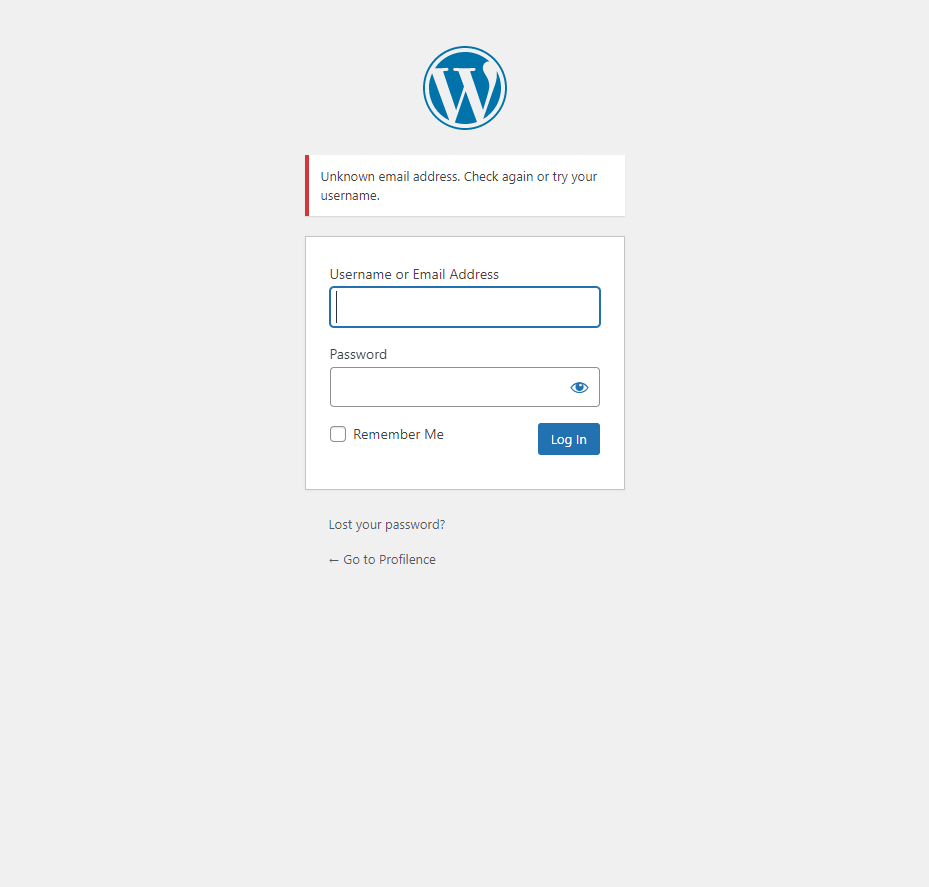 Unknown email address. Check again or try your
username.
Username or Email Address
Password
Remember Me
Log In
Lost your password?
← Go to Profilence